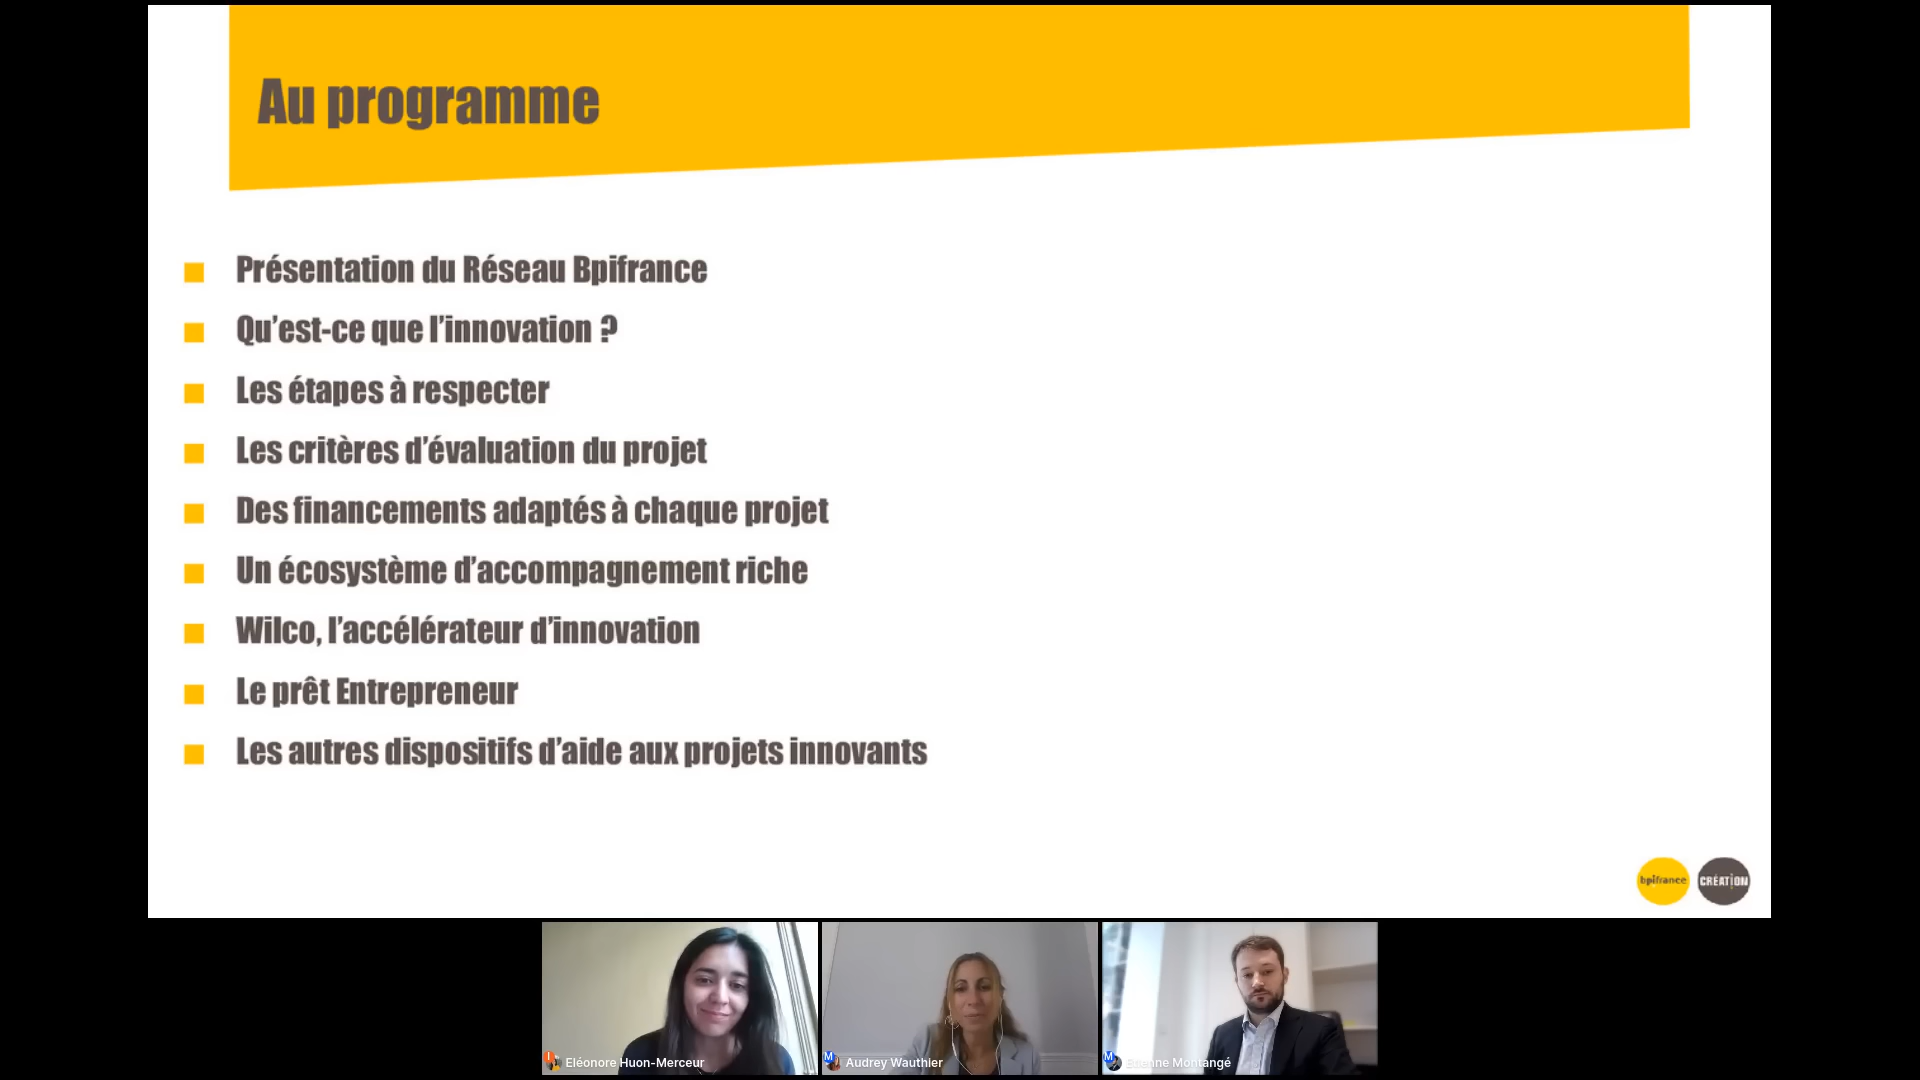 Au programme
Présentation du Réseau Bpifrance
Qu’est-ce que l’innovation ?
Les étapes à respecter
Les critères d’évaluation du projet
Des financements adaptés à chaque projet
Un écosystème d’accompagnement riche
Wilco, l’accélérateur d’innovation
Le prêt Entrepreneur
Les autres dispositifs d’aide aux projets innovants
bpifrance CRÉATION
Eléonore Huon-Merceur
Audrey Wauthier
Montangé